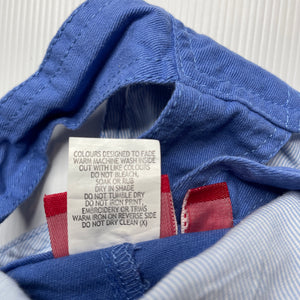 COLOURS DESIGNED TO FADE
WARM MACHINE WASH INSIDE
OUT WITH LIKE COLOURS
DO NOT BLEACH,
SOAK OR RUB
DRY IN SHADE
DO NOT TUMBLE DRY
DO NOT IRON PRINT,
EMBROIDERY OR TRIMS
WARM IRON ON REVERSE SIDE
DO NOT DRY CLEAN (X)